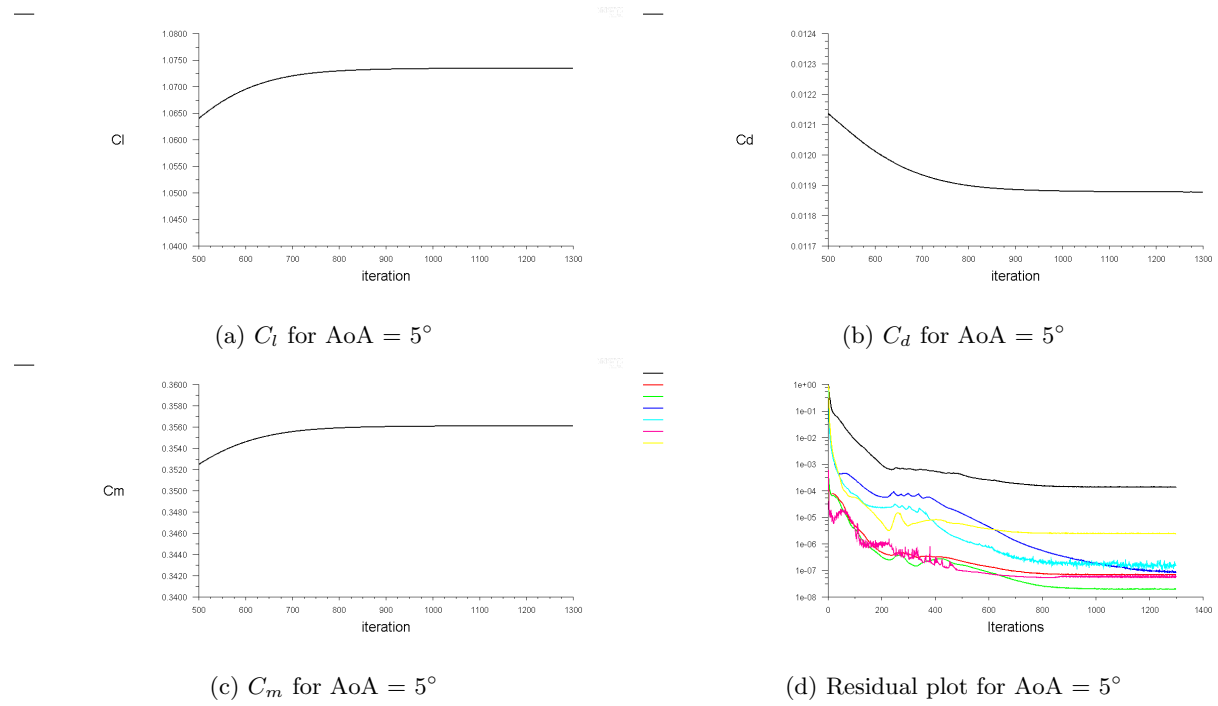 1.0800
1.0750
1.0700
1.0650
1.0600
1.0550
1.0500
1.0450
1.0400
Cl
500 600 700 800 900 1000 1100 1200 1300
iteration
(a) C_l for AoA = 5°
0.0124
0.0123
0.0122
0.0121
0.0120
0.0119
0.0118
0.0117
Cd
500 600 700 800 900 1000 1100 1200 1300
iteration
(b) C_d for AoA = 5°
0.3600
0.3580
0.3560
0.3540
0.3520
0.3500
0.3480
0.3460
0.3440
0.3420
0.3400
Cm
500 600 700 800 900 1000 1100 1200 1300
iteration
(c) C_m for AoA = 5°
1e+00
1e-01
1e-02
1e-03
1e-04
1e-05
1e-06
1e-07
1e-08
0 200 400 600 800 1000 1200 1400
Iterations
(d) Residual plot for AoA = 5°